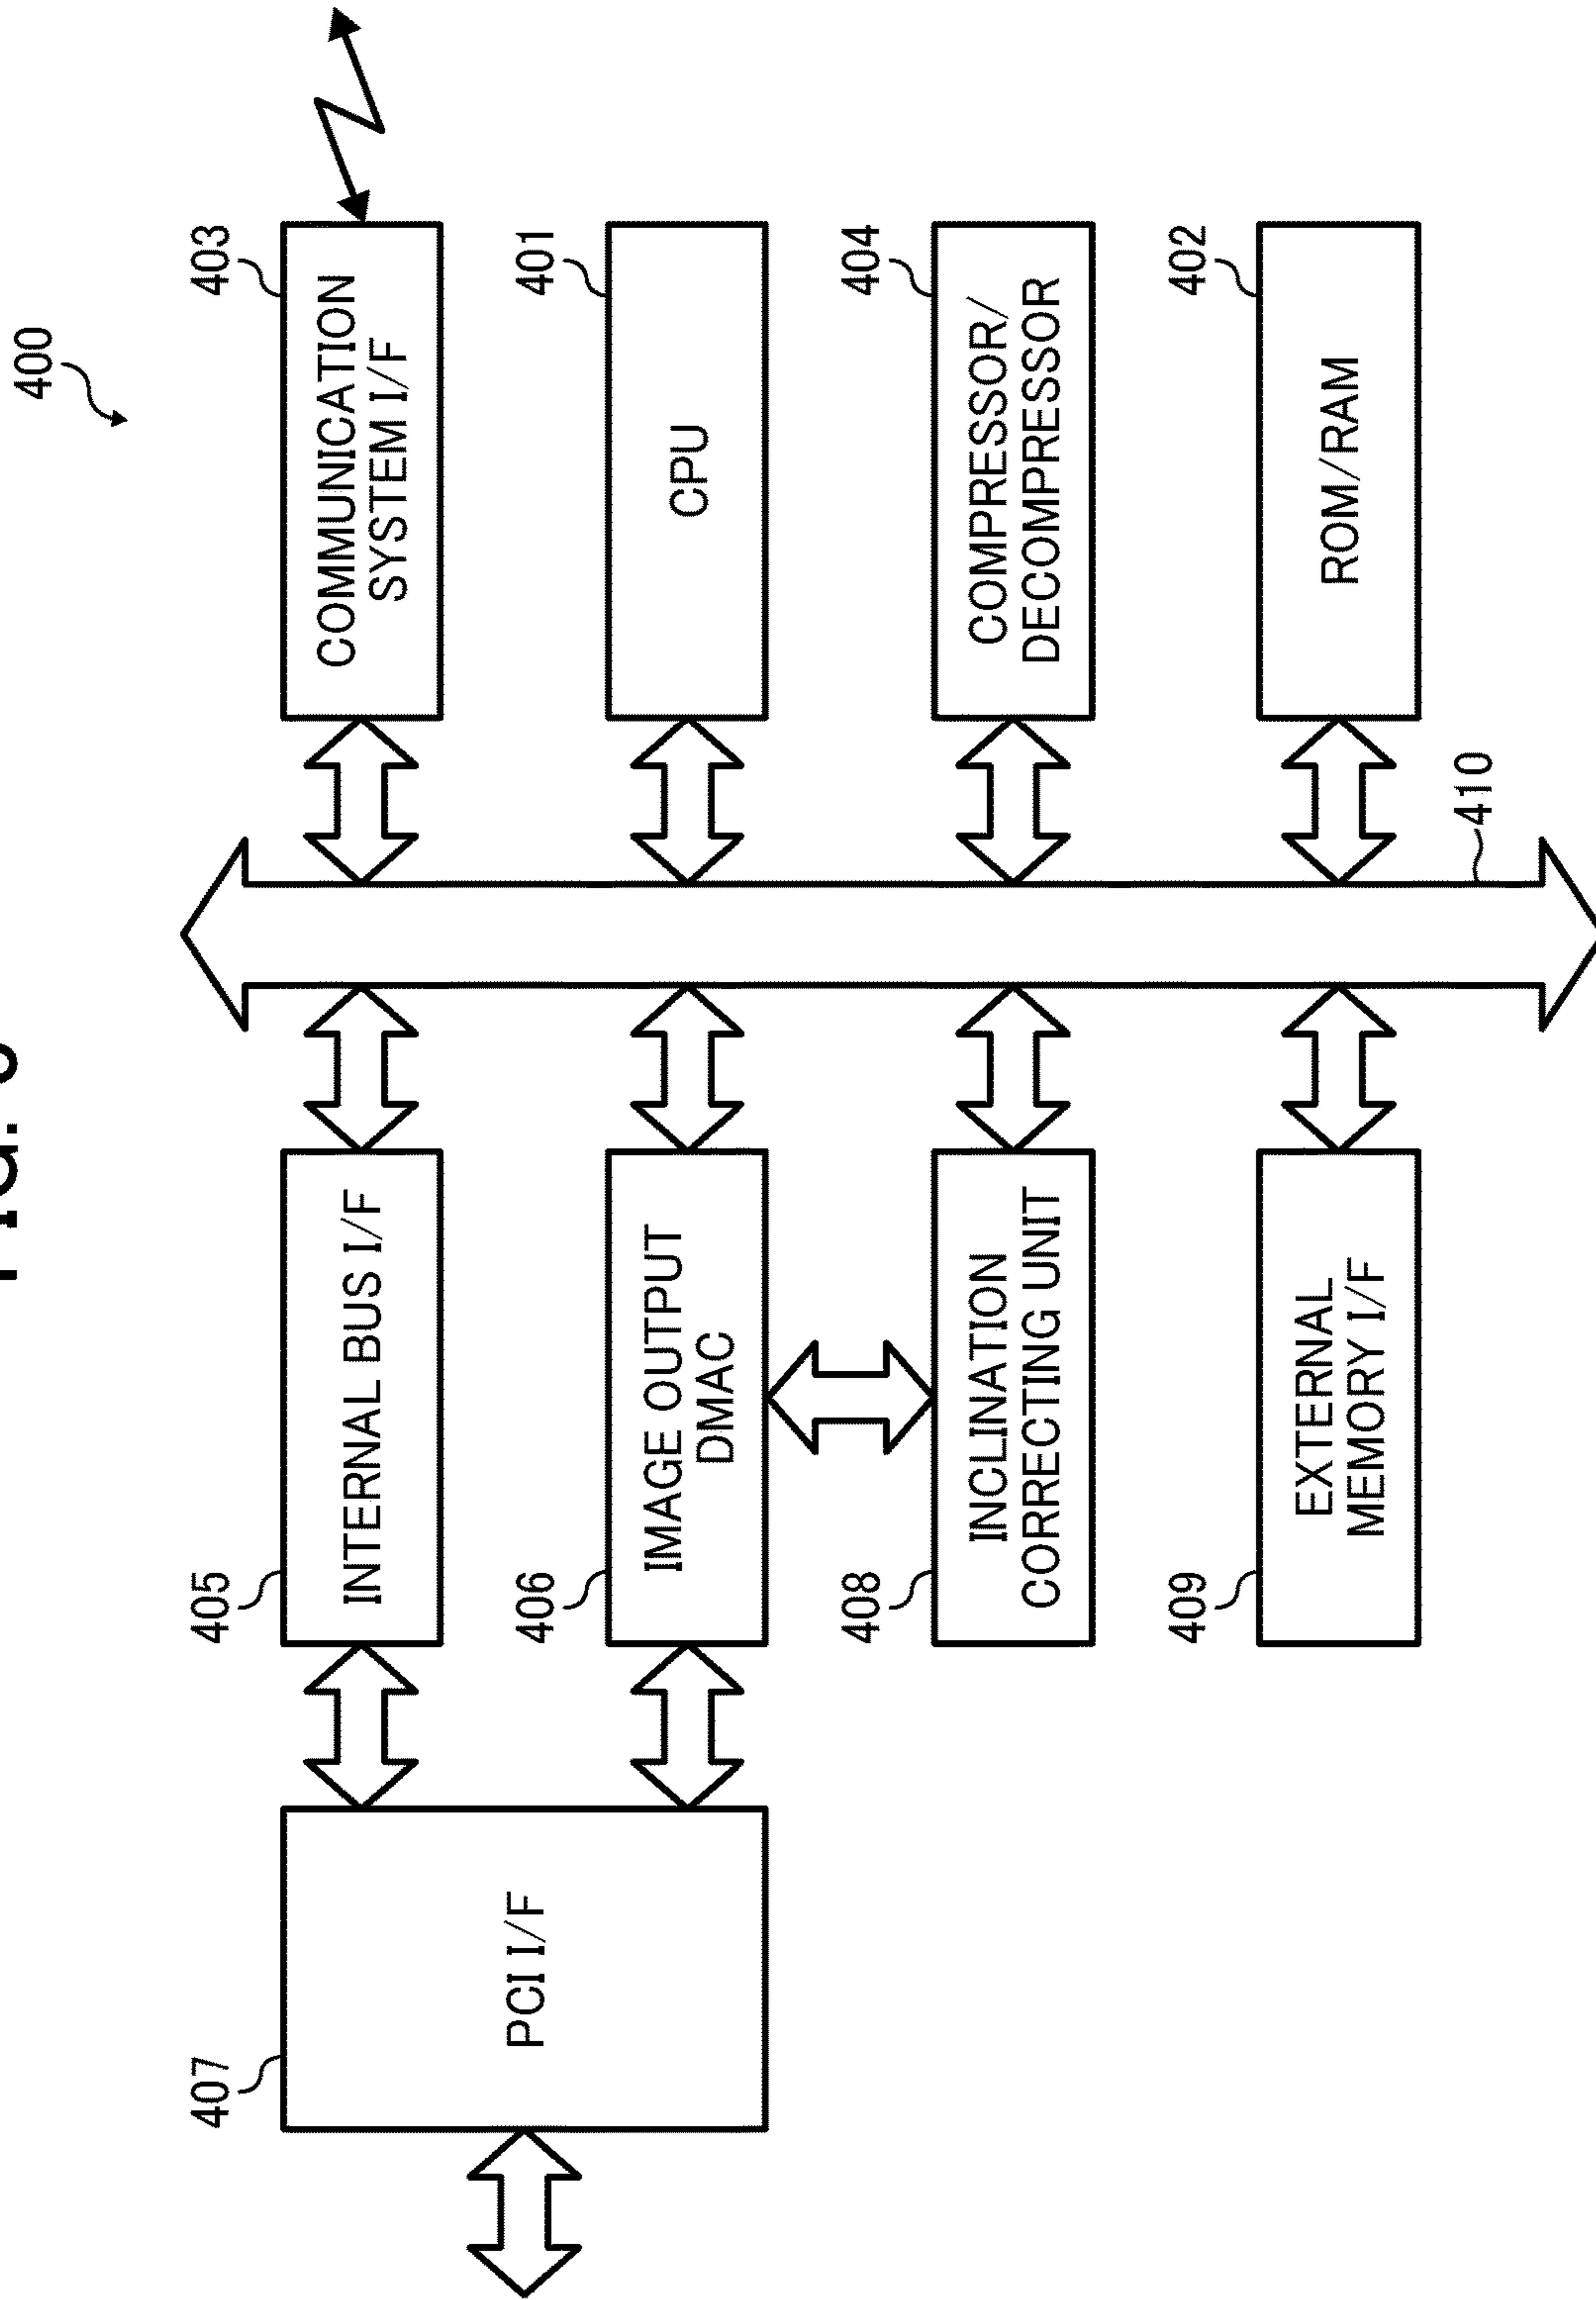 FIG.
400
407
405
403
PCI I/F
INTERNAL BUS I/F
COMMUNICATION
SYSTEM I/F
406
401
IMAGE OUTPUT
DMAC
CPU
408
404
INCLINATION
CORRECTING UNIT
COMPRESSOR/
DECOMPRESSOR
409
402
EXTERNAL
MEMORY I/F
ROM/RAM
410